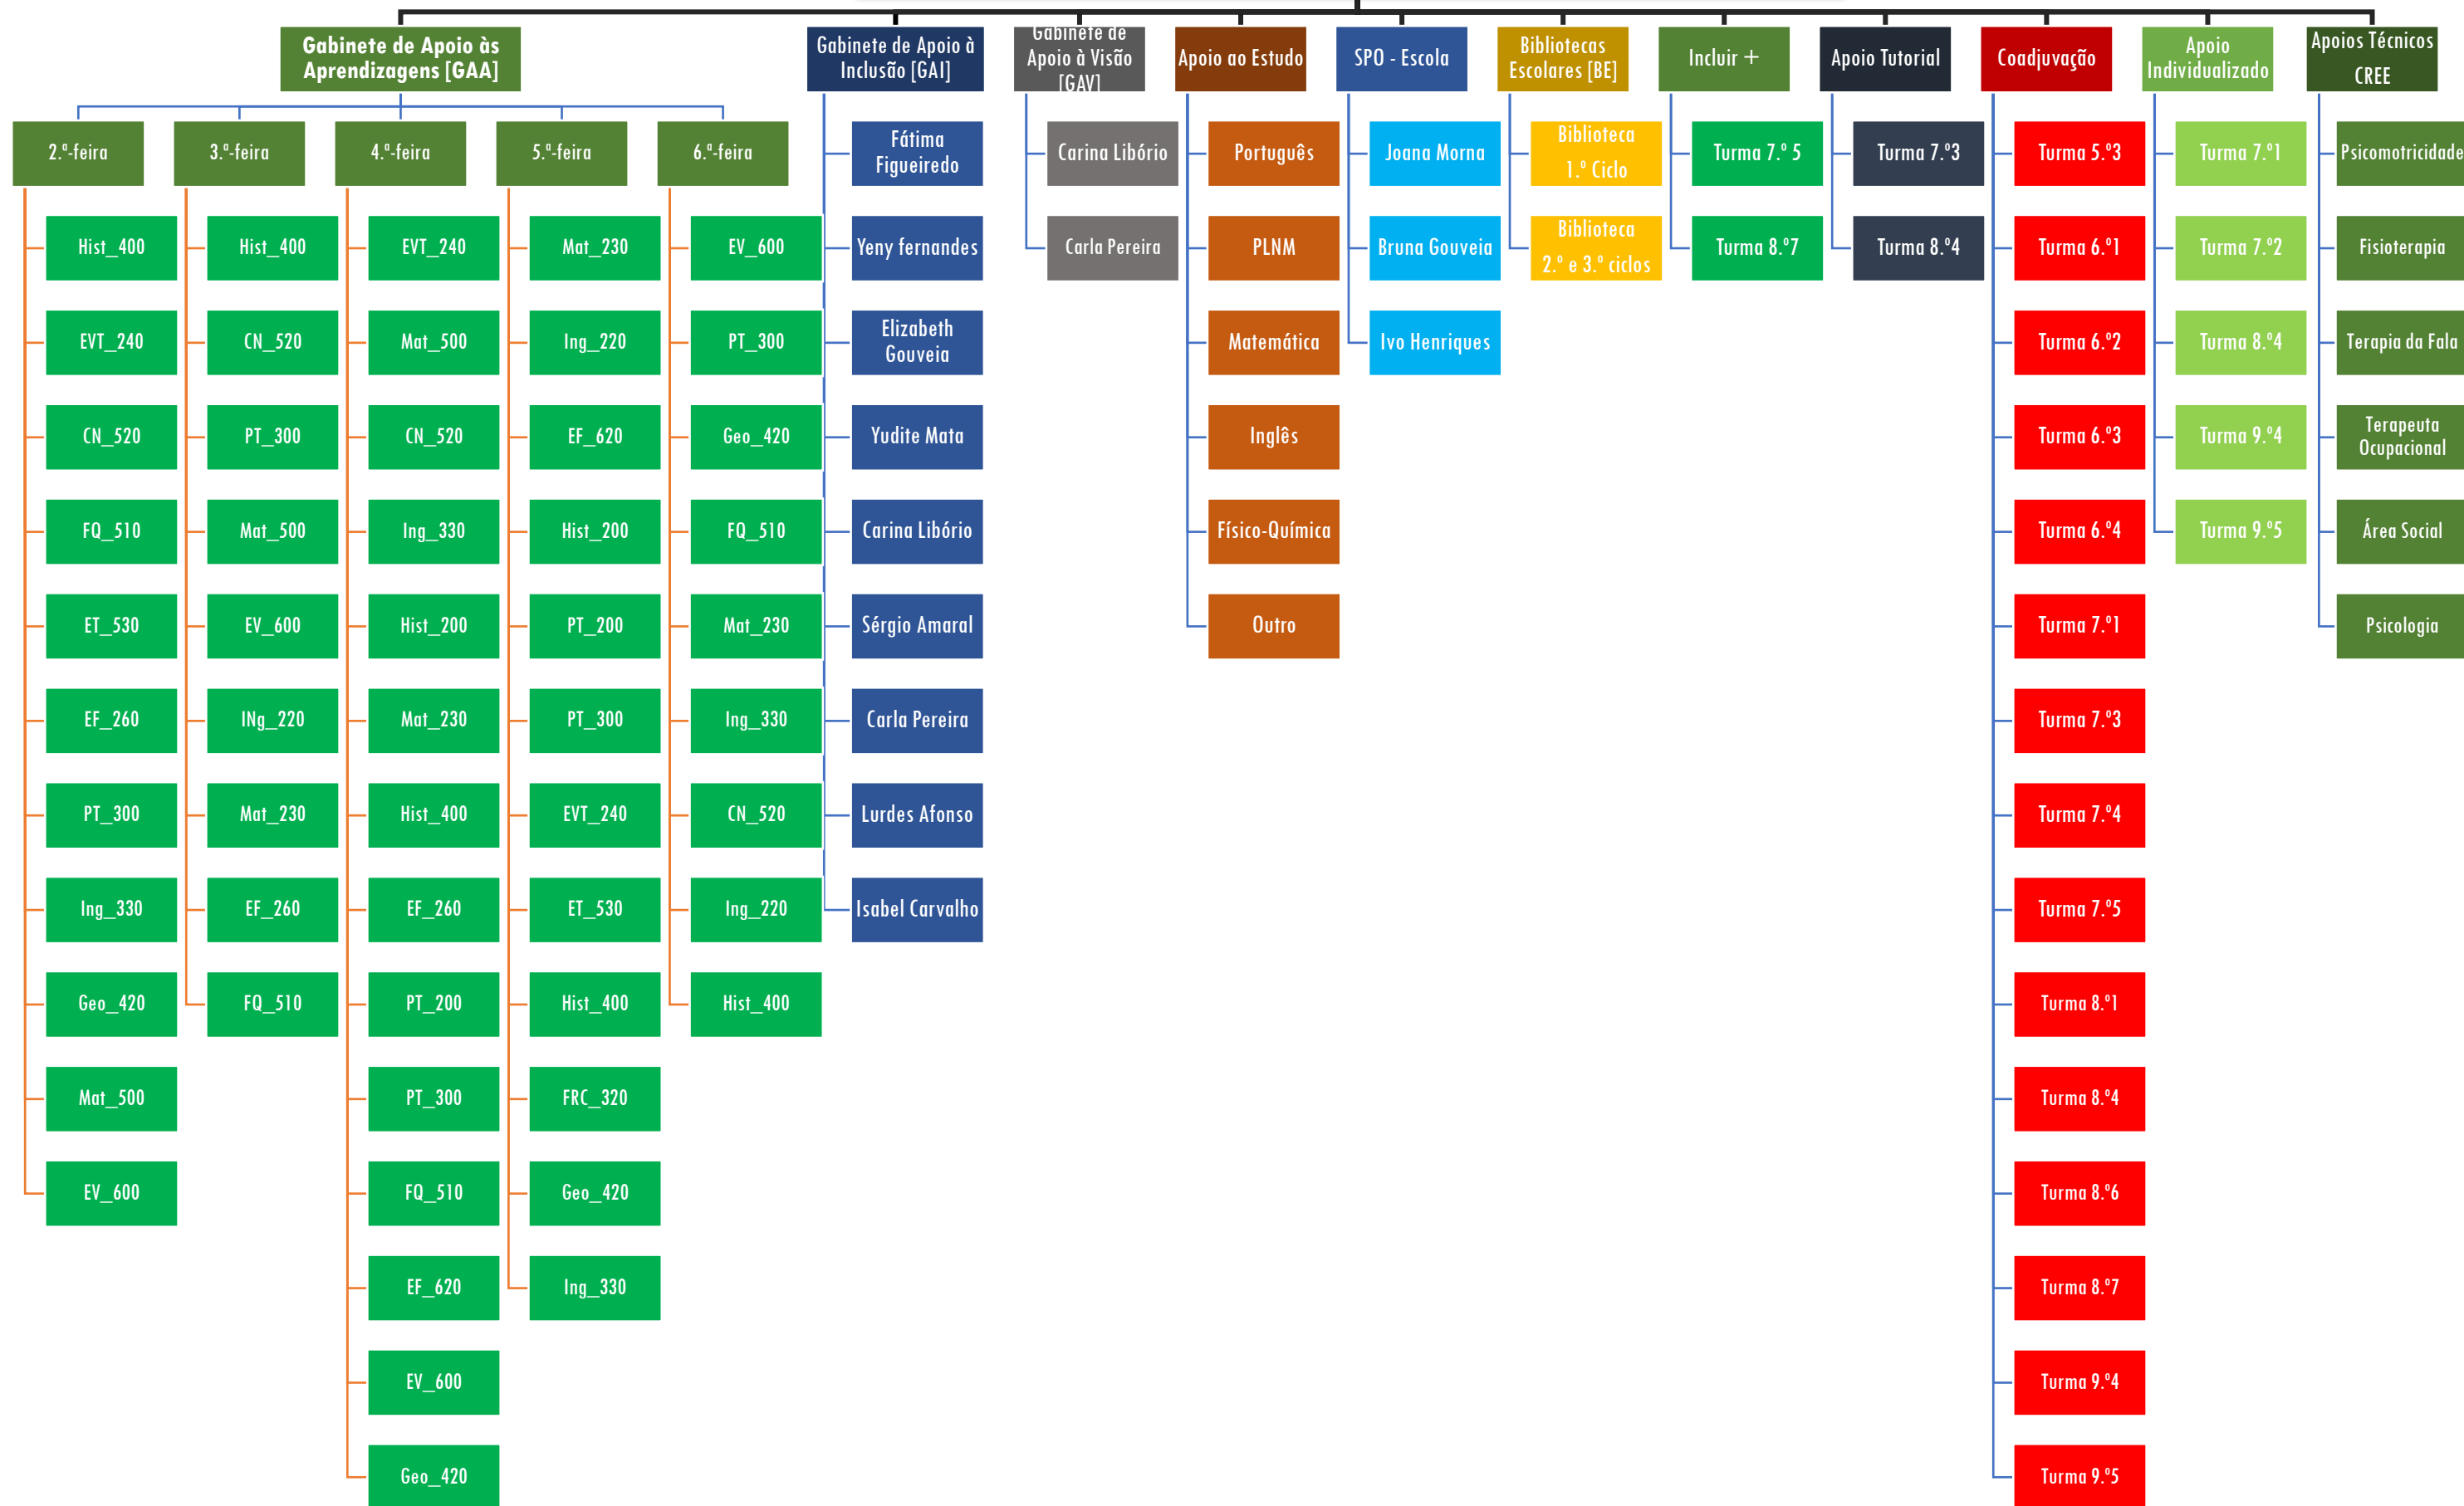 Gabinete de Apoio às
Aprendizagens [GAA]
2.ª-feira
Hist_400
EVT_240
CN_520
FQ_510
ET_530
EF_260
PT_300
Ing_330
Geo_420
Mat_500
EV_600
3.ª-feira
Hist_400
CN_520
PT_300
Mat_500
EV_600
INg_220
Mat_230
EF_260
FQ_510
4.ª-feira
EVT_240
Mat_500
CN_520
Ing_330
Hist_200
Mat_230
Hist_400
EF_260
PT_200
PT_300
FQ_510
EF_620
EV_600
Geo_420
5.ª-feira
Mat_230
Ing_220
EF_620
Hist_200
PT_200
PT_300
EVT_240
ET_530
Hist_400
FRC_320
Geo_420
Ing_330
6.ª-feira
EV_600
PT_300
Geo_420
FQ_510
Mat_230
Ing_330
CN_520
Ing_220
Hist_400
Gabinete de Apoio à
Inclusão [GAI]
Fátima
Figueiredo
Yeny fernandes
Elizabeth
Gouveia
Yudite Mata
Carina Libório
Sérgio Amaral
Carla Pereira
Lurdes Afonso
Isabel Carvalho
Gabinete de
Apoio à Visão
[GAV]
Carina Libório
Carla Pereira
Apoio ao Estudo
Português
PLNM
Matemática
Inglês
Físico-Química
Outro
SPO - Escola
Joana Morna
Bruna Gouveia
Ivo Henriques
Bibliotecas
Escolares [BE]
Biblioteca
1.º Ciclo
Biblioteca
2.º e 3.º ciclos
Incluir +
Turma 7.º 5
Turma 8.º7
Apoio Tutorial
Turma 7.º3
Turma 8.º4
Coadjuvação
Turma 5.º3
Turma 6.º1
Turma 6.º2
Turma 6.º3
Turma 6.º4
Turma 7.º1
Turma 7.º3
Turma 7.º4
Turma 7.º5
Turma 8.º1
Turma 8.º4
Turma 8.º6
Turma 8.º7
Turma 9.º4
Turma 9.º5
Apoio
Individualizado
Turma 7.º1
Turma 7.º2
Turma 8.º4
Turma 9.º4
Turma 9.º5
Apoios Técnicos
CREE
Psicomotricidade
Fisioterapia
Terapia da Fala
Terapeuta
Ocupacional
Área Social
Psicologia